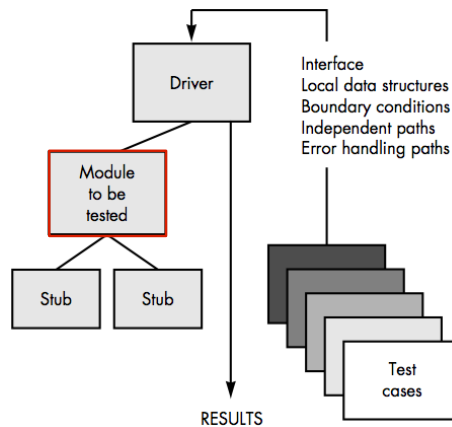 Driver
Interface
Local data structures
Boundary conditions
Independent paths
Error handling paths
Module
to be
tested
Stub
Stub
Test
cases
RESULTS